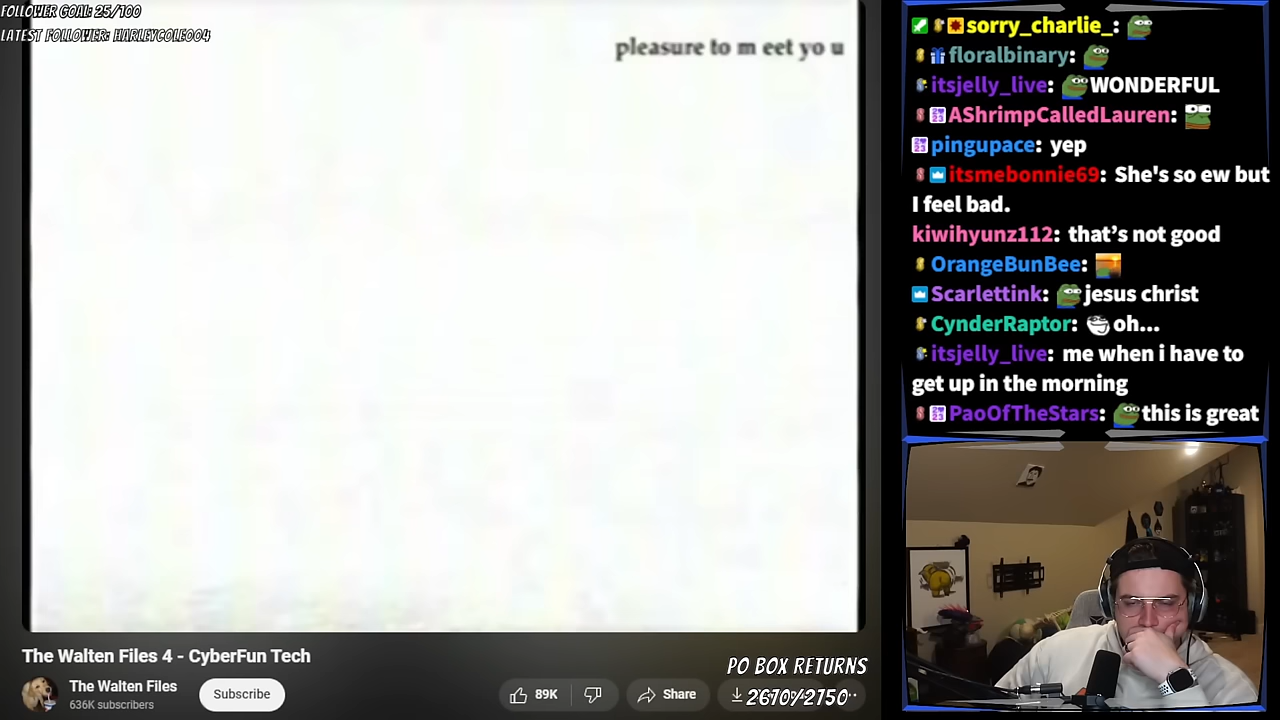 FOLLOWER GOAL: 25/100
LATEST FOLLOWER: HARLEYCOLE004
pleasure to m eet yo u
The Walten Files 4 - CyberFun Tech
The Walten Files
636K subscribers
Subscribe
89K
Share
PO BOX RETURNS
2670/2750
sorry_charlie_:
floralbinary:
itsjelly_live: WONDERFUL
AShrimpCalledLauren:
pingupace: yep
itsmebonnie69: She's so ew but
I feel bad.
kiwihyunz112: that’s not good
OrangeBunBee:
Scarlettink: jesus christ
CynderRaptor: oh...
itsjelly_live: me when i have to
get up in the morning
PaoOfTheStars: this is great